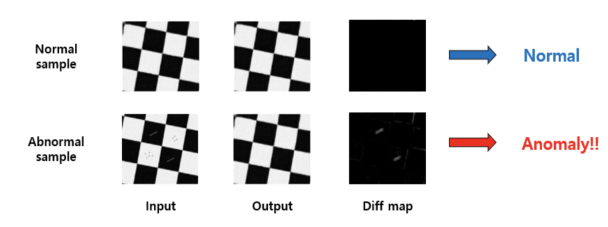 Normal
sample
Normal
Abnormal
sample
Anomaly!!
Input
Output
Diff map